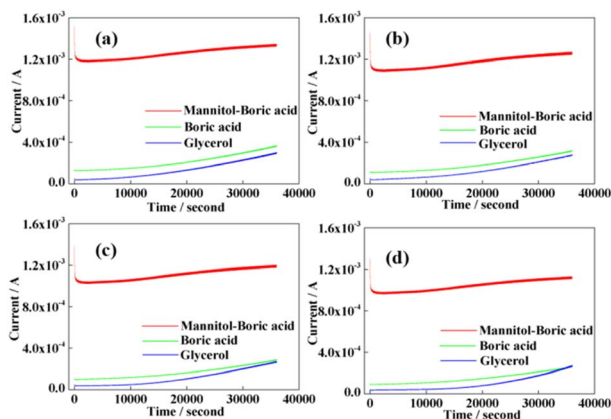 1.6x10⁻³
1.2x10⁻³
8.0x10⁻⁴
4.0x10⁻⁴
0.0
Current / A
(a)
Mannitol-Boric acid
Boric acid
Glycerol
0 10000 20000 30000 40000
Time / second
1.6x10⁻³
1.2x10⁻³
8.0x10⁻⁴
4.0x10⁻⁴
0.0
Current / A
(b)
Mannitol-Boric acid
Boric acid
Glycerol
0 10000 20000 30000 40000
Time / second
1.6x10⁻³
1.2x10⁻³
8.0x10⁻⁴
4.0x10⁻⁴
0.0
Current / A
(c)
Mannitol-Boric acid
Boric acid
Glycerol
0 10000 20000 30000 40000
Time / second
1.6x10⁻³
1.2x10⁻³
8.0x10⁻⁴
4.0x10⁻⁴
0.0
Current / A
(d)
Mannitol-Boric acid
Boric acid
Glycerol
0 10000 20000 30000 40000
Time / second